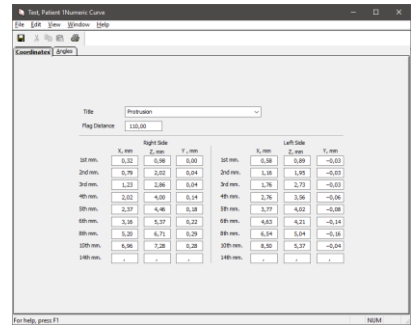 Test, Patient 1Numeric Curve
File Edit View Window Help
Coordinates Angles
Title Protrusion
Flag Distance 110,00
Right Side Left Side
X, mm Z, mm Y, mm X, mm Z, mm Y, mm
1st mm. 0,32 0,98 0,00 1st mm. 0,58 0,89 -0,03
2nd mm. 0,79 2,02 0,04 2nd mm. 1,16 1,95 -0,03
3rd mm. 1,23 2,86 0,04 3rd mm. 1,76 2,73 -0,03
4th mm. 2,02 4,00 0,14 4th mm. 2,76 3,56 -0,06
5th mm. 2,37 4,46 0,18 5th mm. 3,77 4,02 -0,08
6th mm. 3,16 5,37 0,22 6th mm. 4,63 4,21 -0,14
8th mm. 5,20 6,71 0,29 8th mm. 6,54 5,04 -0,16
10th mm. 6,96 7,28 0,28 10th mm. 8,50 5,37 -0,04
14th mm. , , , 14th mm. , , ,
For help, press F1 NUM